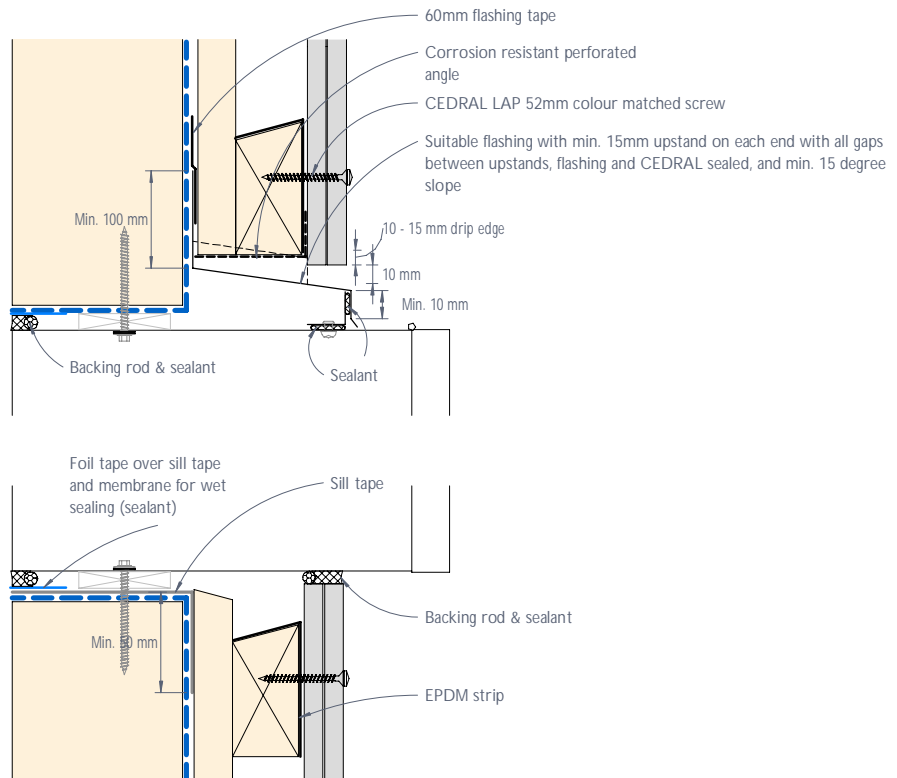 60mm flashing tape
Corrosion resistant perforated
angle
CEDRAL LAP 52mm colour matched screw
Suitable flashing with min. 15mm upstand on each end with all gaps
between upstands, flashing and CEDRAL sealed, and min. 15 degree
slope
Min. 100 mm
10 - 15 mm drip edge
10 mm
Min. 10 mm
Backing rod & sealant
Sealant
Foil tape over sill tape
and membrane for wet
sealing (sealant)
Sill tape
Backing rod & sealant
Min. 50 mm
EPDM strip